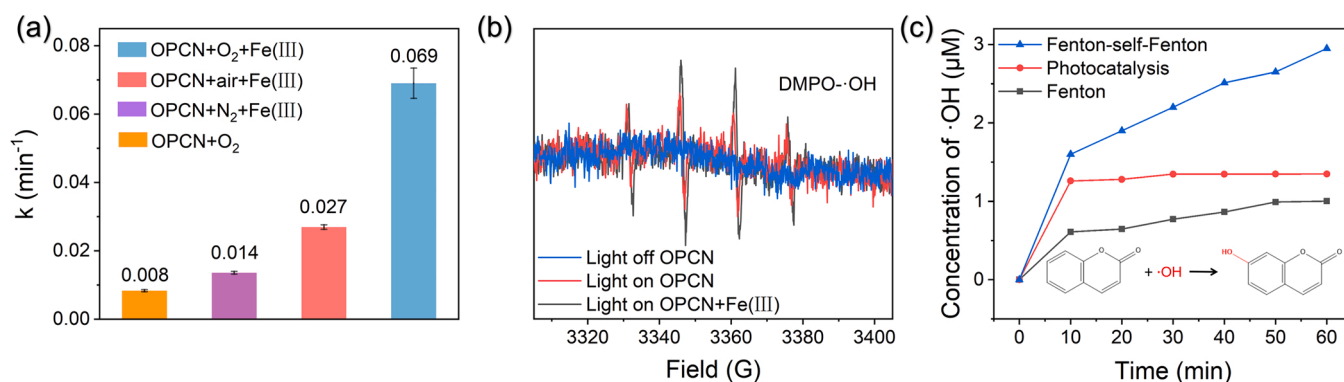 (a)
k (min⁻¹)
0.08
0.06
0.04
0.02
0.00
OPCN+O₂+Fe(Ⅲ)
OPCN+air+Fe(Ⅲ)
OPCN+N₂+Fe(Ⅲ)
OPCN+O₂
0.008
0.014
0.027
0.069
(b)
DMPO-·OH
Light off OPCN
Light on OPCN
Light on OPCN+Fe(Ⅲ)
3320 3340 3360 3380 3400
Field (G)
(c)
Concentration of ·OH (μM)
3
2
1
0
Fenton-self-Fenton
Photocatalysis
Fenton
O O + ·OH HO O O
0 10 20 30 40 50 60
Time (min)